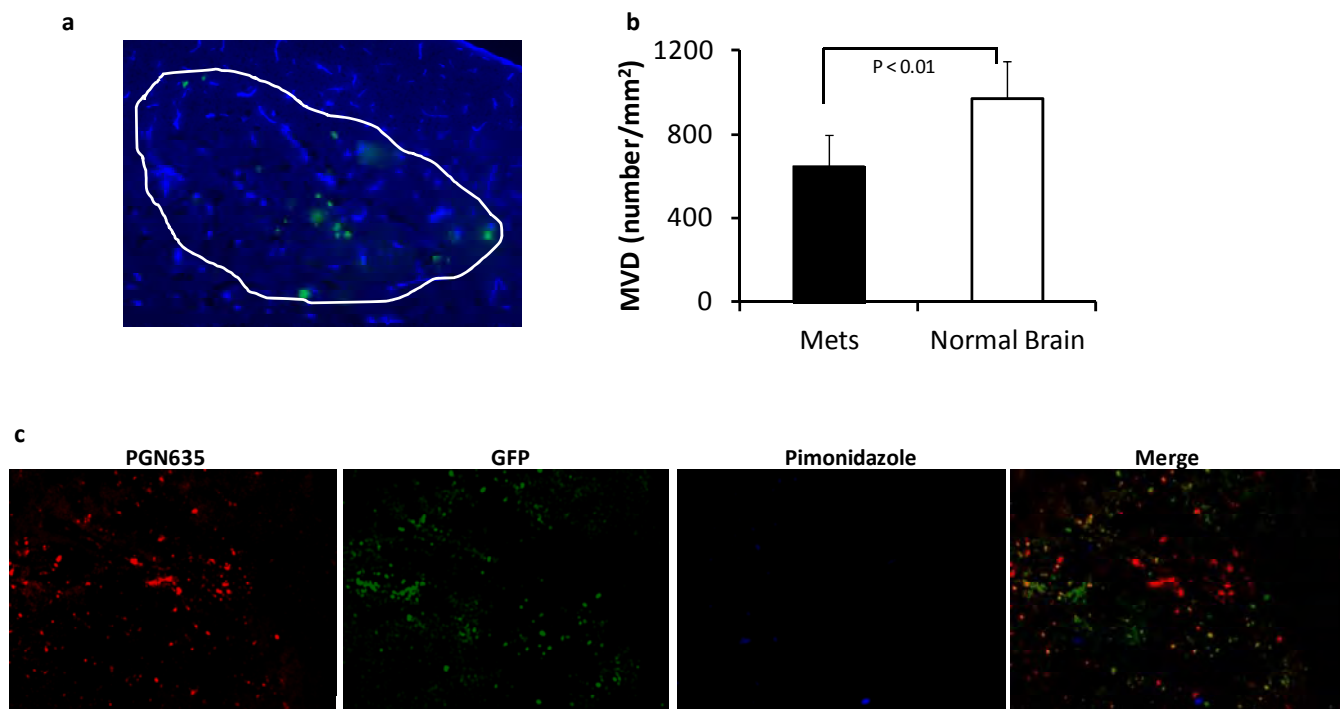 a
b
MVD (number/mm²)
1200
800
400
0
P < 0.01
Mets Normal Brain
c
PGN635 GFP Pimonidazole Merge